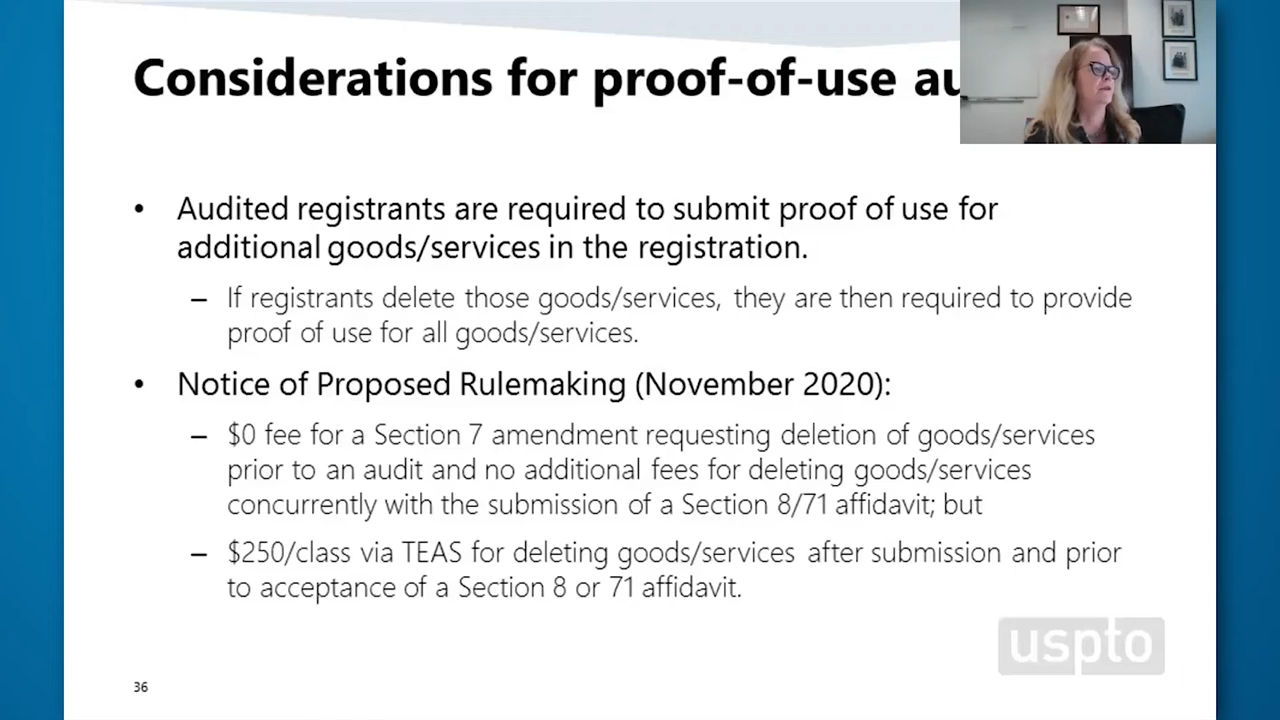 Considerations for proof-of-use au
• Audited registrants are required to submit proof of use for
additional goods/services in the registration.
– If registrants delete those goods/services, they are then required to provide
proof of use for all goods/services.
• Notice of Proposed Rulemaking (November 2020):
– $0 fee for a Section 7 amendment requesting deletion of goods/services
prior to an audit and no additional fees for deleting goods/services
concurrently with the submission of a Section 8/71 affidavit; but
– $250/class via TEAS for deleting goods/services after submission and prior
to acceptance of a Section 8 or 71 affidavit.
uspto
36